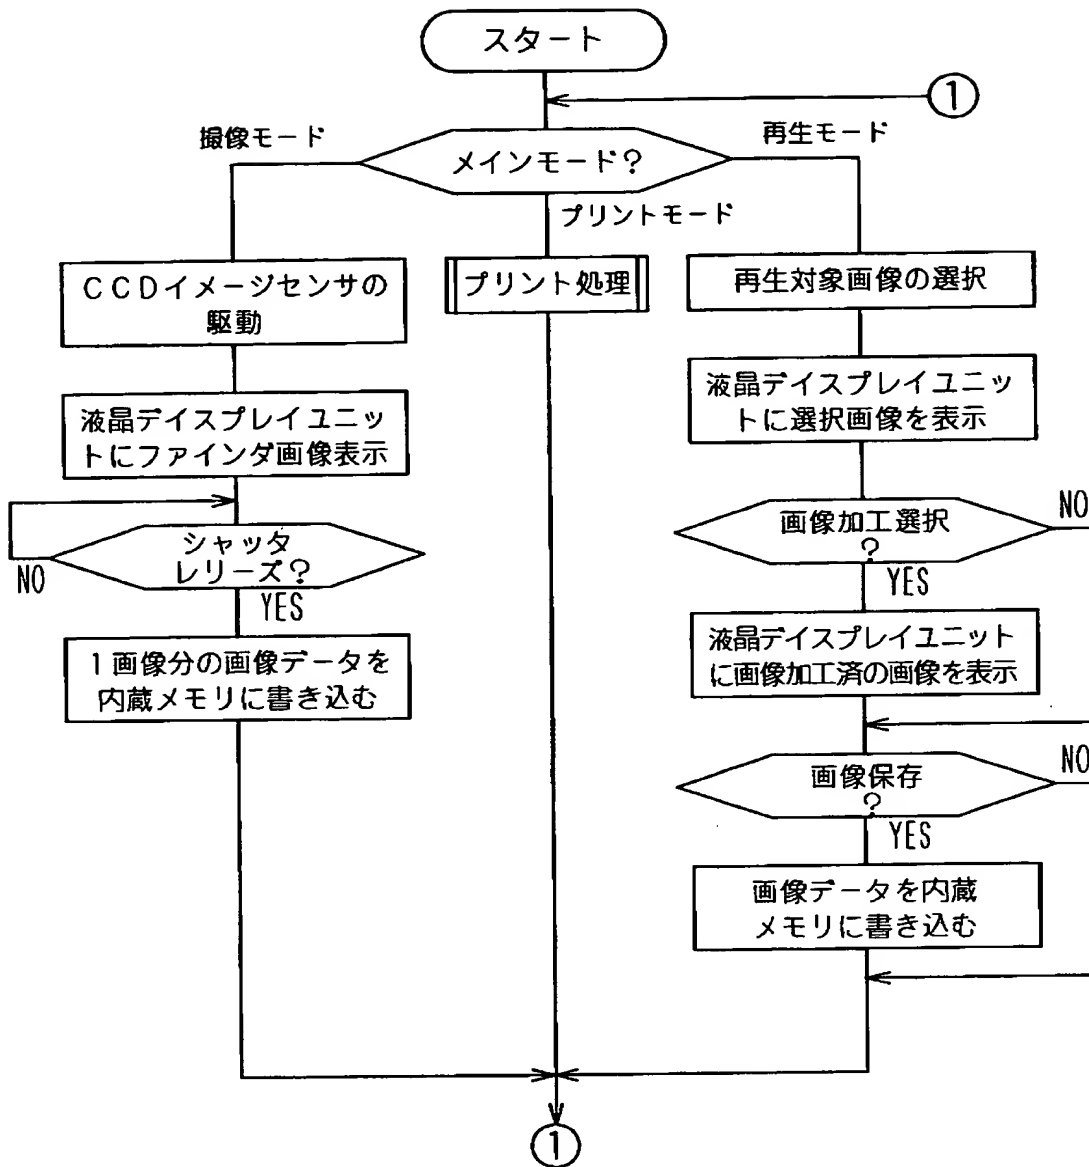 スタート
①
撮像モード
再生モード
メインモード?
プリントモード
CCDイメージセンサの
駆動
プリント処理
再生対象画像の選択
液晶デイスプレイユニッ
トにファインダ画像表示
液晶デイスプレイユニッ
トに選択画像を表示
シャッタ
レリーズ?
NO
YES
画像加工選択
?
NO
YES
1画像分の画像データを
内蔵メモリに書き込む
液晶デイスプレイユニット
に画像加工済の画像を表示
画像保存
?
NO
YES
画像データを内蔵
メモリに書き込む
①